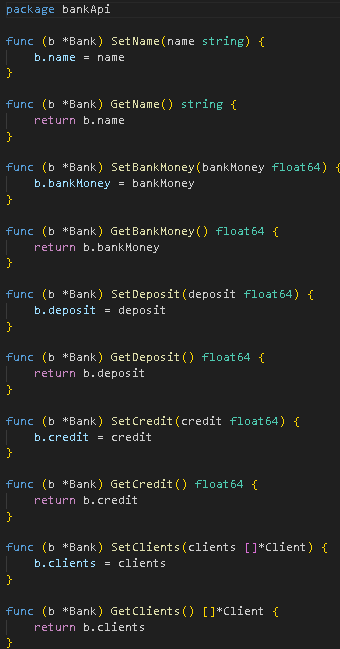 package bankApi

func (b *Bank) SetName(name string) {
    b.name = name
}

func (b *Bank) GetName() string {
    return b.name
}

func (b *Bank) SetBankMoney(bankMoney float64) {
    b.bankMoney = bankMoney
}

func (b *Bank) GetBankMoney() float64 {
    return b.bankMoney
}

func (b *Bank) SetDeposit(deposit float64) {
    b.deposit = deposit
}

func (b *Bank) GetDeposit() float64 {
    return b.deposit
}

func (b *Bank) SetCredit(credit float64) {
    b.credit = credit
}

func (b *Bank) GetCredit() float64 {
    return b.credit
}

func (b *Bank) SetClients(clients []*Client) {
    b.clients = clients
}

func (b *Bank) GetClients() []*Client {
    return b.clients
}